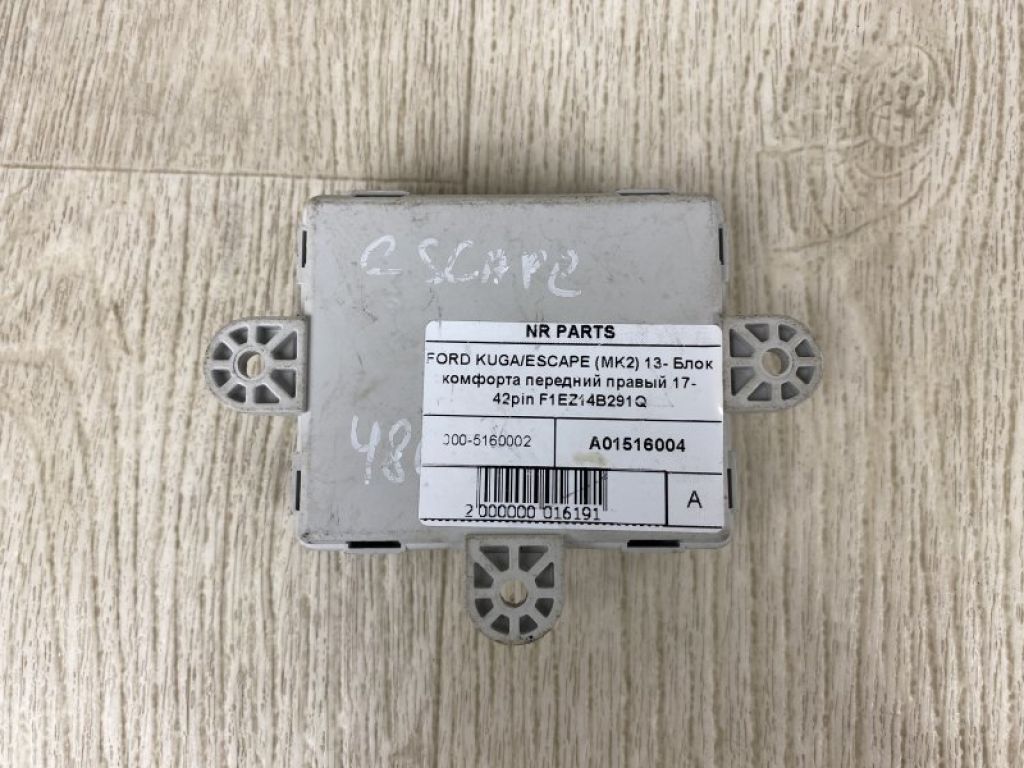 escape
NR PARTS
FORD KUGA/ESCAPE (MK2) 13- Блок
комфорта передний правый 17-
42pin F1EZ14B291Q
000-5160002
A01516004
48
A
2 000000 016191